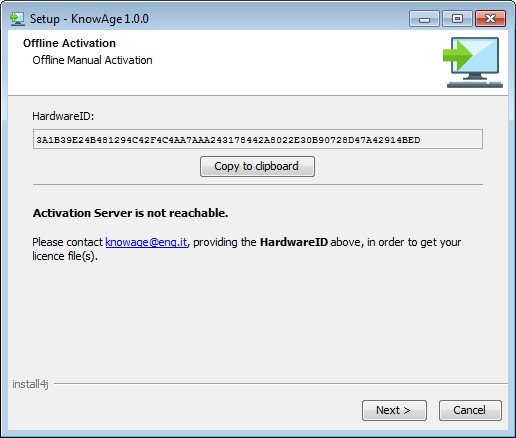 Setup - KnowAge 1.0.0
Offline Activation
Offline Manual Activation
HardwareID:
3A1B39E24B481294C42F4C4AA7AAA243178442A8022E30B90728D47A42914BED
Copy to clipboard
Activation Server is not reachable.
Please contact knowage@eng.it, providing the HardwareID above, in order to get your
licence file(s).
install4j
Next >
Cancel